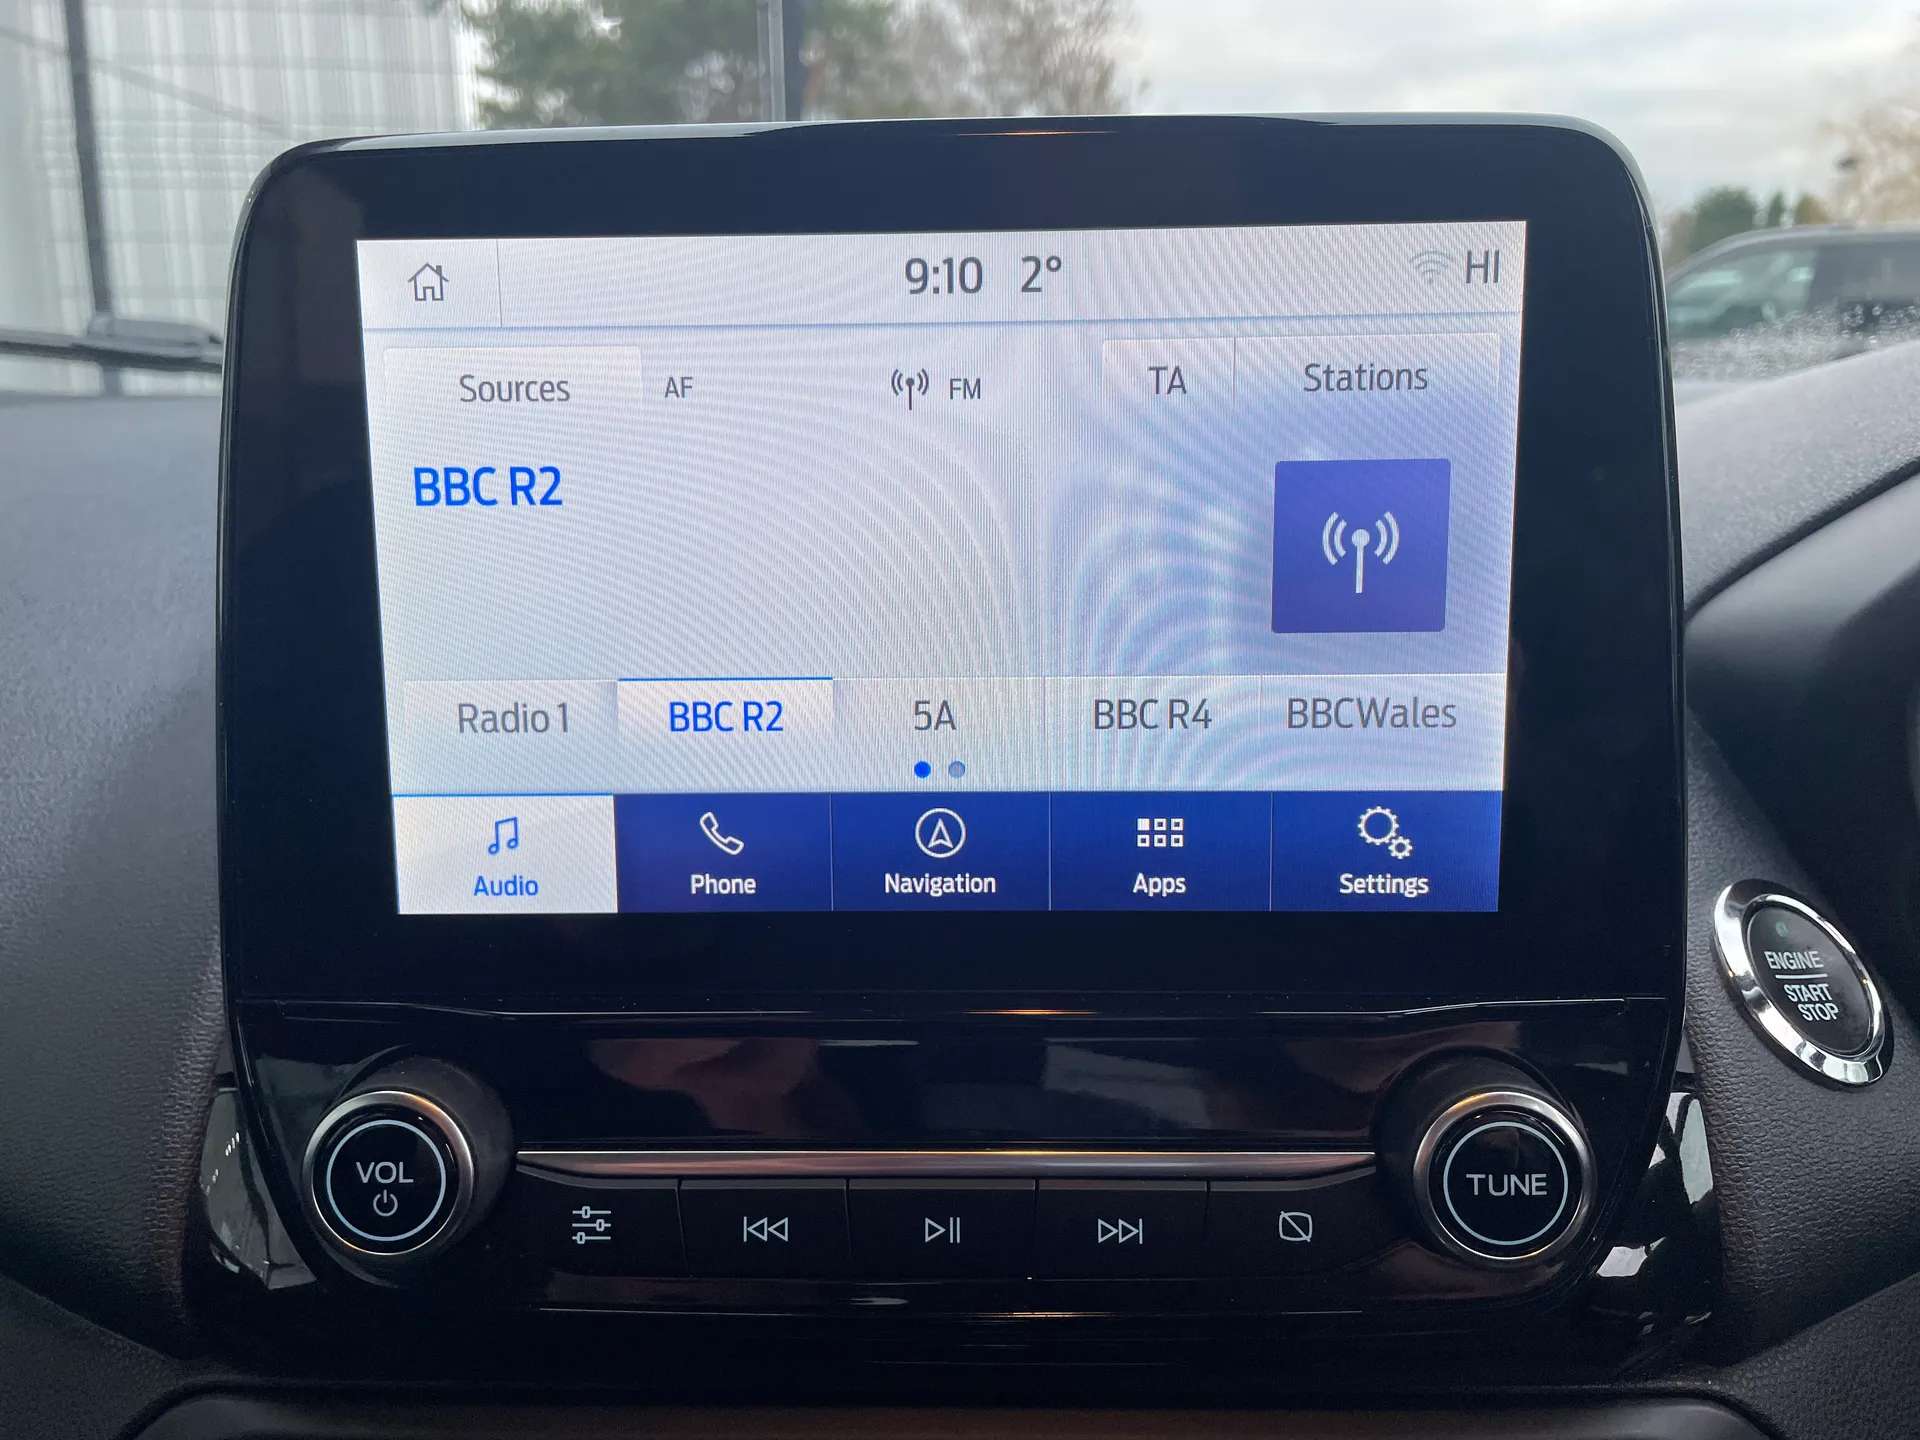 9:10 2° HI
Sources AF FM TA Stations
BBC R2
Radio 1 BBC R2 5A BBC R4 BBCWales
Audio Phone Navigation Apps Settings
ENGINE
START
STOP
VOL
TUNE